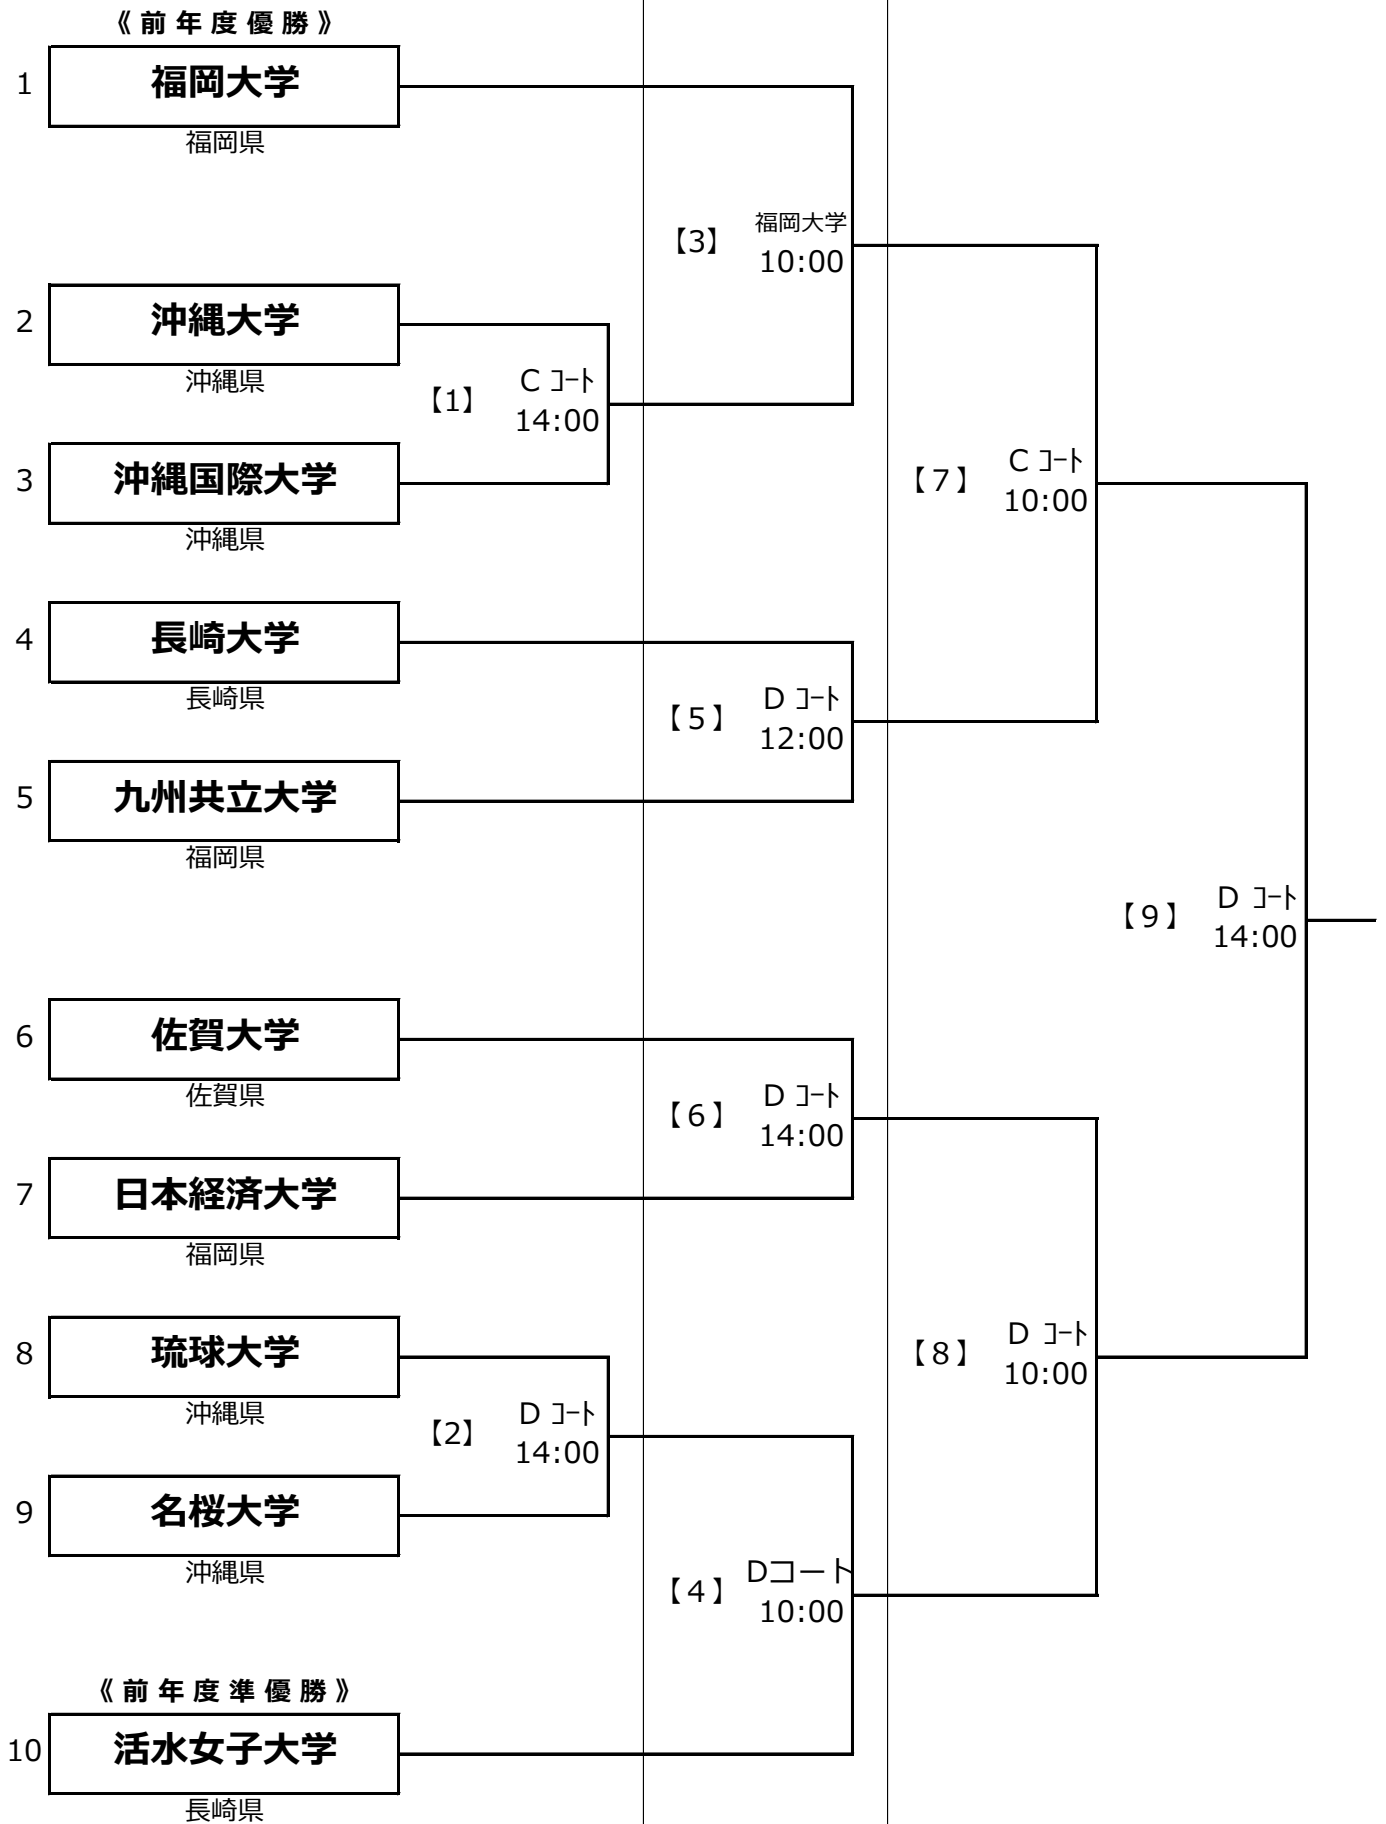 《前年度優勝》
1
福岡大学
福岡県
【3】
福岡大学
10:00
2
沖縄大学
沖縄県
【1】
C コート
14:00
3
沖縄国際大学
沖縄県
【7】
C コート
10:00
4
長崎大学
長崎県
【5】
D コート
12:00
5
九州共立大学
福岡県
【9】
D コート
14:00
6
佐賀大学
佐賀県
【6】
D コート
14:00
7
日本経済大学
福岡県
8
琉球大学
沖縄県
【8】
D コート
10:00
【2】
D コート
14:00
9
名桜大学
沖縄県
【4】
Dコート
10:00
《前年度準優勝》
10
活水女子大学
長崎県